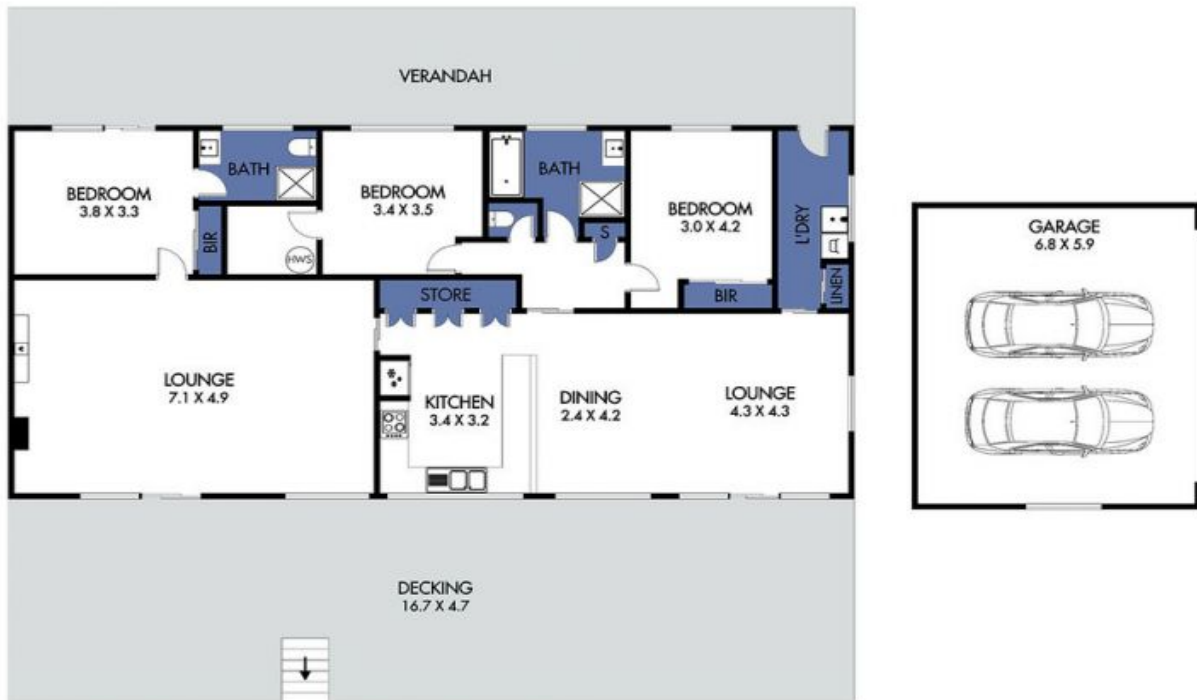 VERANDAH
BEDROOM
3.8 X 3.3
BATH
BEDROOM
3.4 X 3.5
BATH
BEDROOM
3.0 X 4.2
L'DRY
GARAGE
6.8 X 5.9
BIR
HWS
S
STORE
BIR
LINEN
LOUNGE
7.1 X 4.9
KITCHEN
3.4 X 3.2
DINING
2.4 X 4.2
LOUNGE
4.3 X 4.3
DECKING
16.7 X 4.7